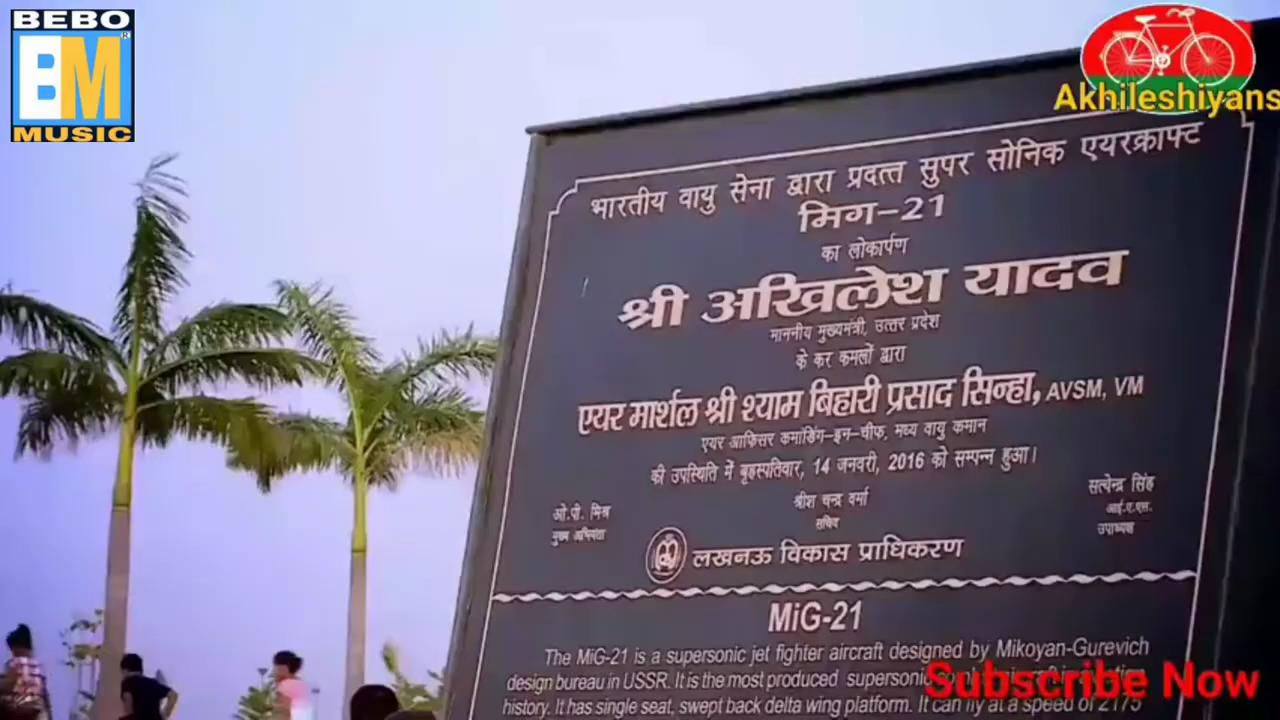 BEBO
BM
MUSIC
Akhileshiyans
भारतीय वायु सेना द्वारा प्रदत्त सुपर सोनिक एयरक्राफ्ट
मिग-21
का लोकार्पण
श्री अखिलेश यादव
माननीय मुख्यमंत्री, उत्तर प्रदेश
के कर कमलों द्वारा
एयर मार्शल श्री श्याम बिहारी प्रसाद सिन्हा, AVSM, VM
एयर आफिसर कमांडिंग-इन-चीफ, मध्य वायु कमान
की उपस्थिति में बृहस्पतिवार, 14 जनवरी, 2016 को सम्पन्न हुआ।
ओ.पी. मिश्र
मुख्य अभियंता
श्रीश चन्द्र वर्मा
सचिव
सत्येन्द्र सिंह
आई.ए.एस.
उपाध्यक्ष
लखनऊ विकास प्राधिकरण
MiG-21
The MiG-21 is a supersonic jet fighter aircraft designed by Mikoyan-Gurevich
design bureau in USSR. It is the most produced supersonic
history. It has single seat, swept back delta wing platform. It can fly at a speed of 2175
Subscribe Now